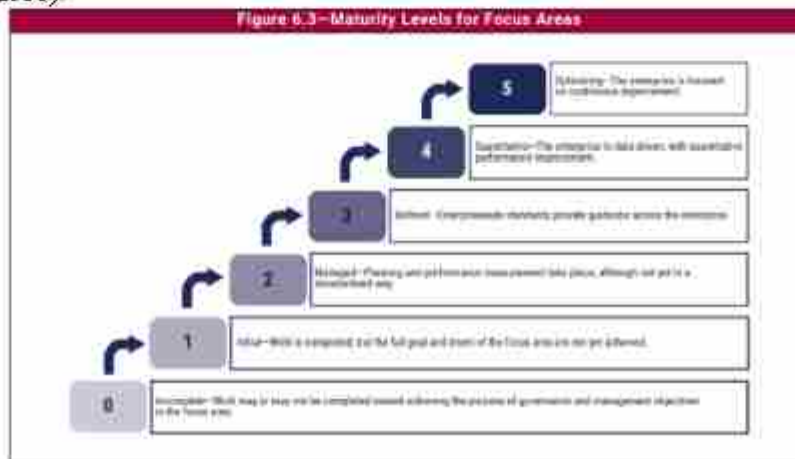 Figure 6.3—Maturity Levels for Focus Areas
5
Optimizing—The enterprise is focused
on continuous improvement.
4
Quantitative—The enterprise is data driven, with quantitative
performance improvement.
3
Defined—Enterprisewide standards provide guidance across the enterprise.
2
Managed—Planning and performance measurement take place, although not yet in a
standardized way.
1
Initial—Work is completed, but the full goal and intent of the focus area are not yet achieved.
0
Incomplete—Work may or may not be completed toward achieving the purpose of governance and management objectives
in the focus area.